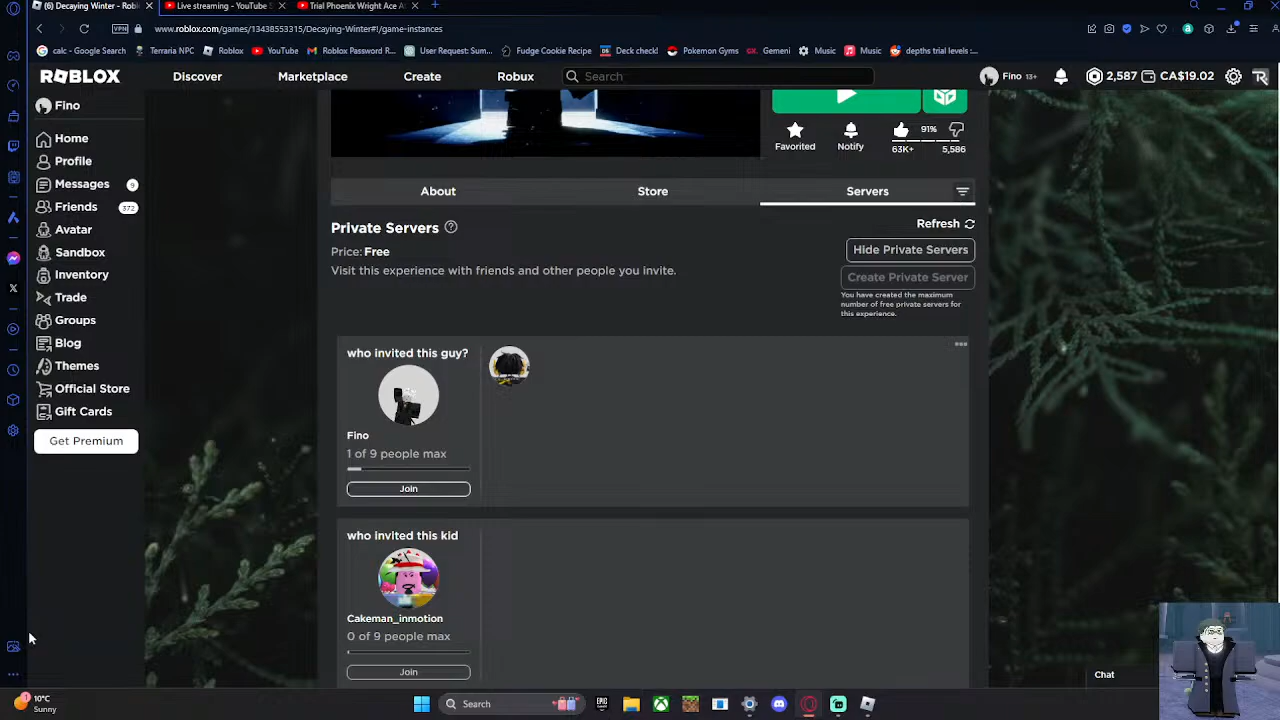 (6) Decaying Winter - Roblox
Live streaming - YouTube S
Trial Phoenix Wright Ace A
VPN
www.roblox.com/games/13438553315/Decaying-Winter#!/game-instances
calc - Google Search
Terraria NPC
Roblox
YouTube
Roblox Password R...
User Request: Sum...
Fudge Cookie Recipe
Deck check!
Pokemon Gyms
Gemeni
Music
Music
depths trial levels :...
ROBLOX
Discover
Marketplace
Create
Robux
Search
Fino 13+
2,587
CA$19.02
Fino
Home
Profile
Messages 9
Friends 372
Avatar
Sandbox
Inventory
Trade
Groups
Blog
Themes
Official Store
Gift Cards
Get Premium
Favorited
Notify
91%
63K+
5,586
About
Store
Servers
Private Servers
Refresh
Price: Free
Hide Private Servers
Visit this experience with friends and other people you invite.
Create Private Server
You have created the maximum
number of free private servers for
this experience.
who invited this guy?
Fino
1 of 9 people max
Join
who invited this kid
Cakeman_inmotion
0 of 9 people max
Join
Chat
1
10°C
Sunny
Search